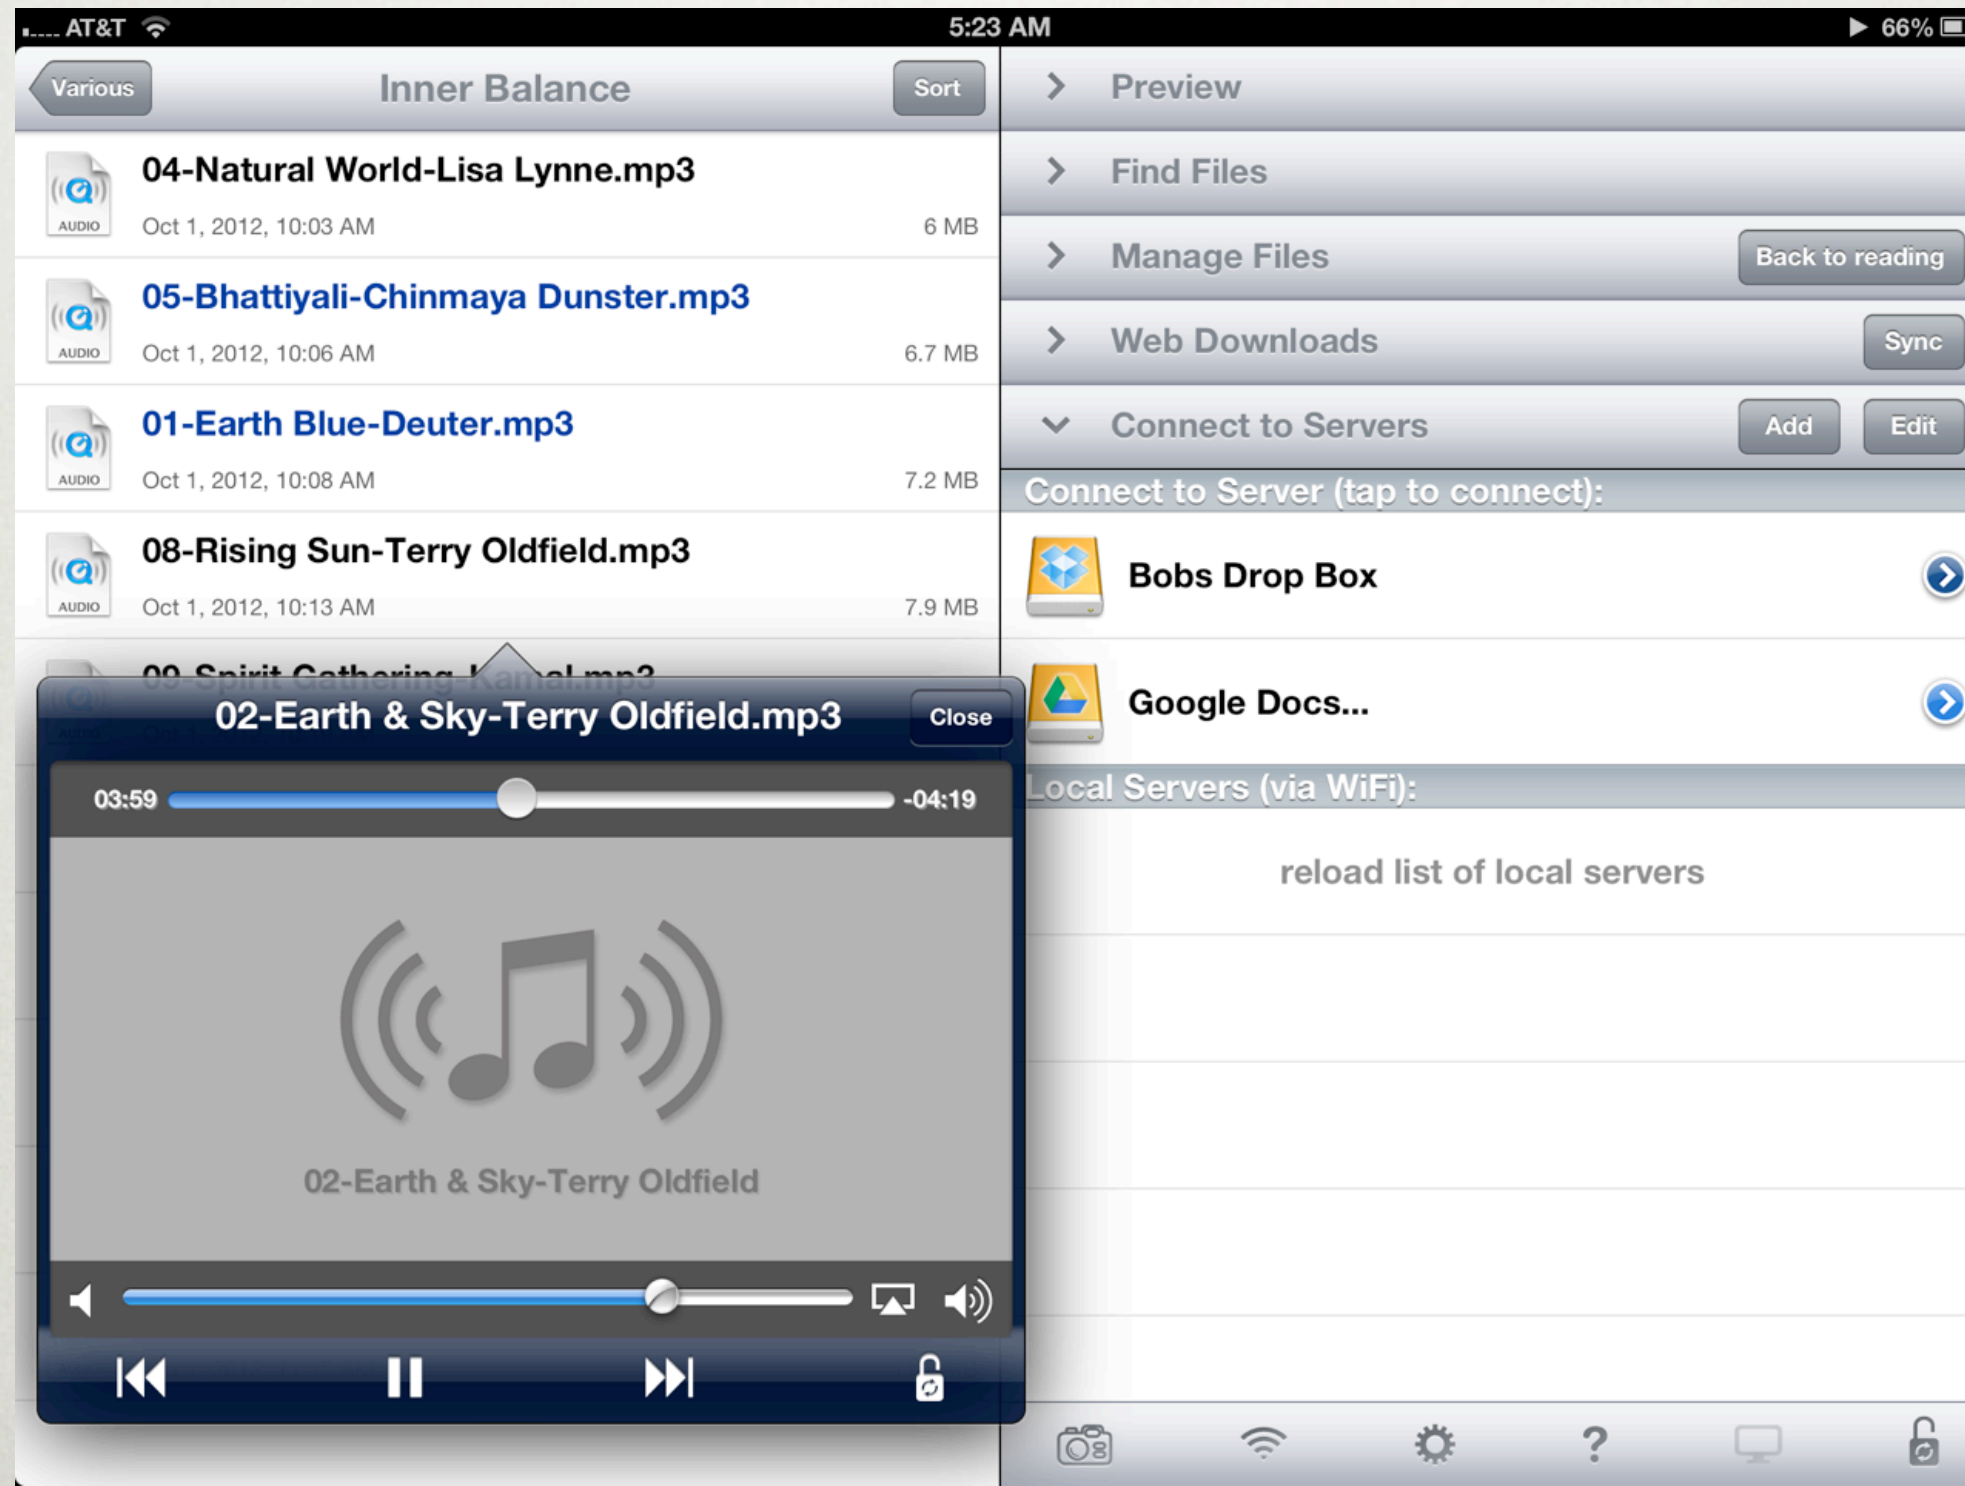 AT&T 5:23 AM 66%
Various Inner Balance Sort
04-Natural World-Lisa Lynne.mp3
AUDIO Oct 1, 2012, 10:03 AM 6 MB
05-Bhattiyali-Chinmaya Dunster.mp3
AUDIO Oct 1, 2012, 10:06 AM 6.7 MB
01-Earth Blue-Deuter.mp3
AUDIO Oct 1, 2012, 10:08 AM 7.2 MB
08-Rising Sun-Terry Oldfield.mp3
AUDIO Oct 1, 2012, 10:13 AM 7.9 MB
09-Spirit Gathering-Kamal.mp3
02-Earth & Sky-Terry Oldfield.mp3 Close
03:59 -04:19
02-Earth & Sky-Terry Oldfield
Preview
Find Files
Manage Files Back to reading
Web Downloads Sync
Connect to Servers Add Edit
Connect to Server (tap to connect):
Bobs Drop Box
Google Docs...
Local Servers (via WiFi):
reload list of local servers
?